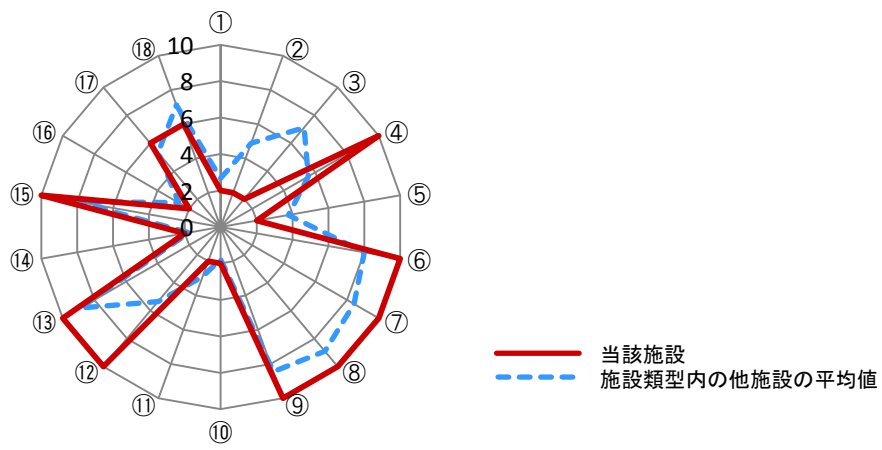 ①
⑱ 10 ②
⑰ 8 ③
⑯ 6 ④
4
⑮ 2 ⑤
0
⑭ ⑥
⑬ ⑦
⑫ ⑧
⑪ ⑨
⑩
当該施設
施設類型内の他施設の平均値